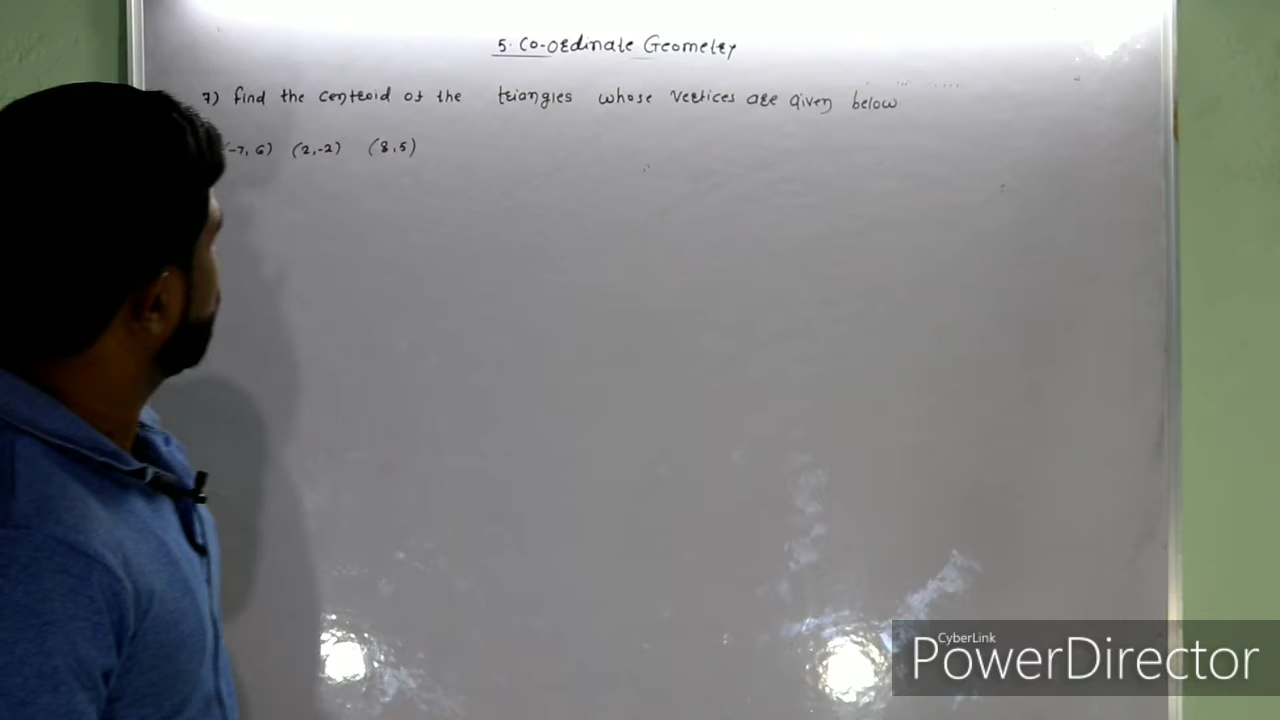 5. Co-ordinate Geometry
7) find the centroid of the triangles whose vertices are given below.
(-7, 6) (2,-2) (8,5)
CyberLink
PowerDirector